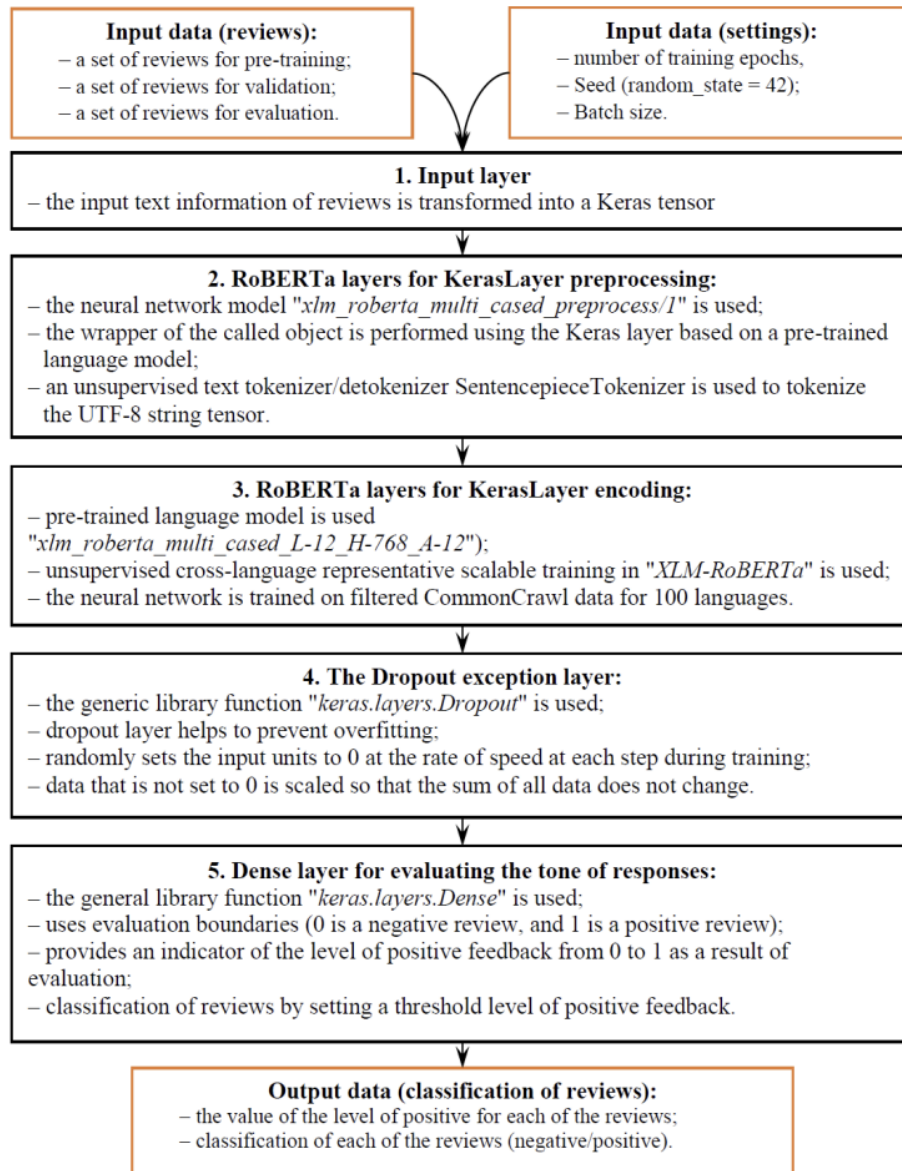 Input data (reviews):
– a set of reviews for pre-training;
– a set of reviews for validation;
– a set of reviews for evaluation.
Input data (settings):
– number of training epochs,
– Seed (random_state = 42);
– Batch size.
1. Input layer
– the input text information of reviews is transformed into a Keras tensor
2. RoBERTa layers for KerasLayer preprocessing:
– the neural network model "xlm_roberta_multi_cased_preprocess/1" is used;
– the wrapper of the called object is performed using the Keras layer based on a pre-trained
language model;
– an unsupervised text tokenizer/detokenizer SentencepieceTokenizer is used to tokenize
the UTF-8 string tensor.
3. RoBERTa layers for KerasLayer encoding:
– pre-trained language model is used
"xlm_roberta_multi_cased_L-12_H-768_A-12");
– unsupervised cross-language representative scalable training in "XLM-RoBERTa" is used;
– the neural network is trained on filtered CommonCrawl data for 100 languages.
4. The Dropout exception layer:
– the generic library function "keras.layers.Dropout" is used;
– dropout layer helps to prevent overfitting;
– randomly sets the input units to 0 at the rate of speed at each step during training;
– data that is not set to 0 is scaled so that the sum of all data does not change.
5. Dense layer for evaluating the tone of responses:
– the general library function "keras.layers.Dense" is used;
– uses evaluation boundaries (0 is a negative review, and 1 is a positive review);
– provides an indicator of the level of positive feedback from 0 to 1 as a result of
evaluation;
– classification of reviews by setting a threshold level of positive feedback.
Output data (classification of reviews):
– the value of the level of positive for each of the reviews;
– classification of each of the reviews (negative/positive).